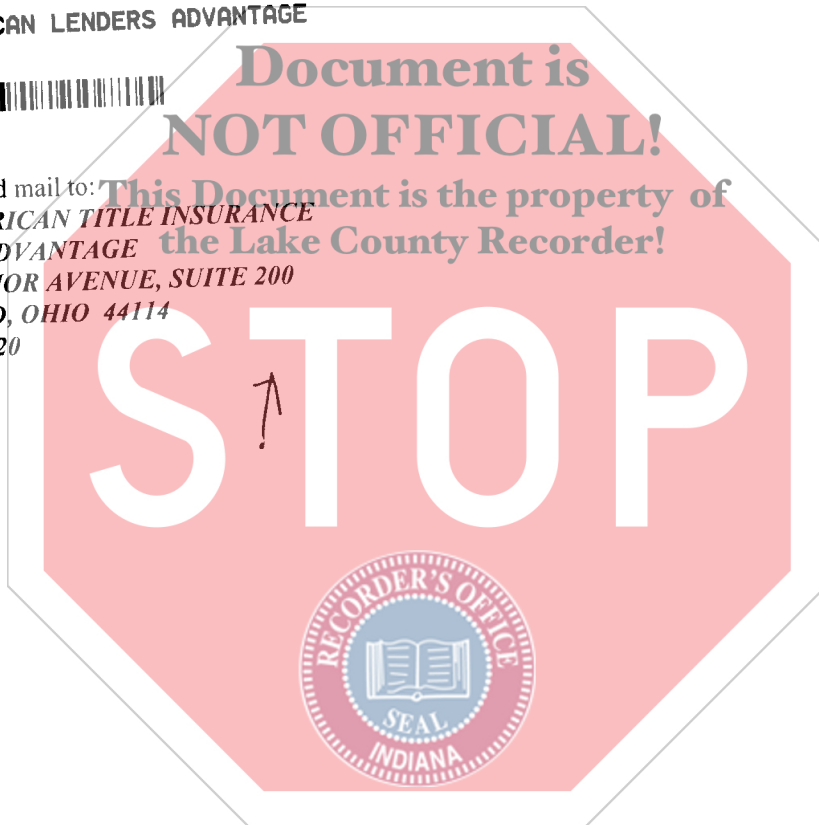 CAN LENDERS ADVANTAGE
Document is
NOT OFFICIAL!
d mail to:
This Document is the property of
RICAN TITLE INSURANCE
DVANTAGE
the Lake County Recorder!
OR AVENUE, SUITE 200
, OHIO 44114
20
STOP
RECORDER'S OFFICE
SEAL
INDIANA